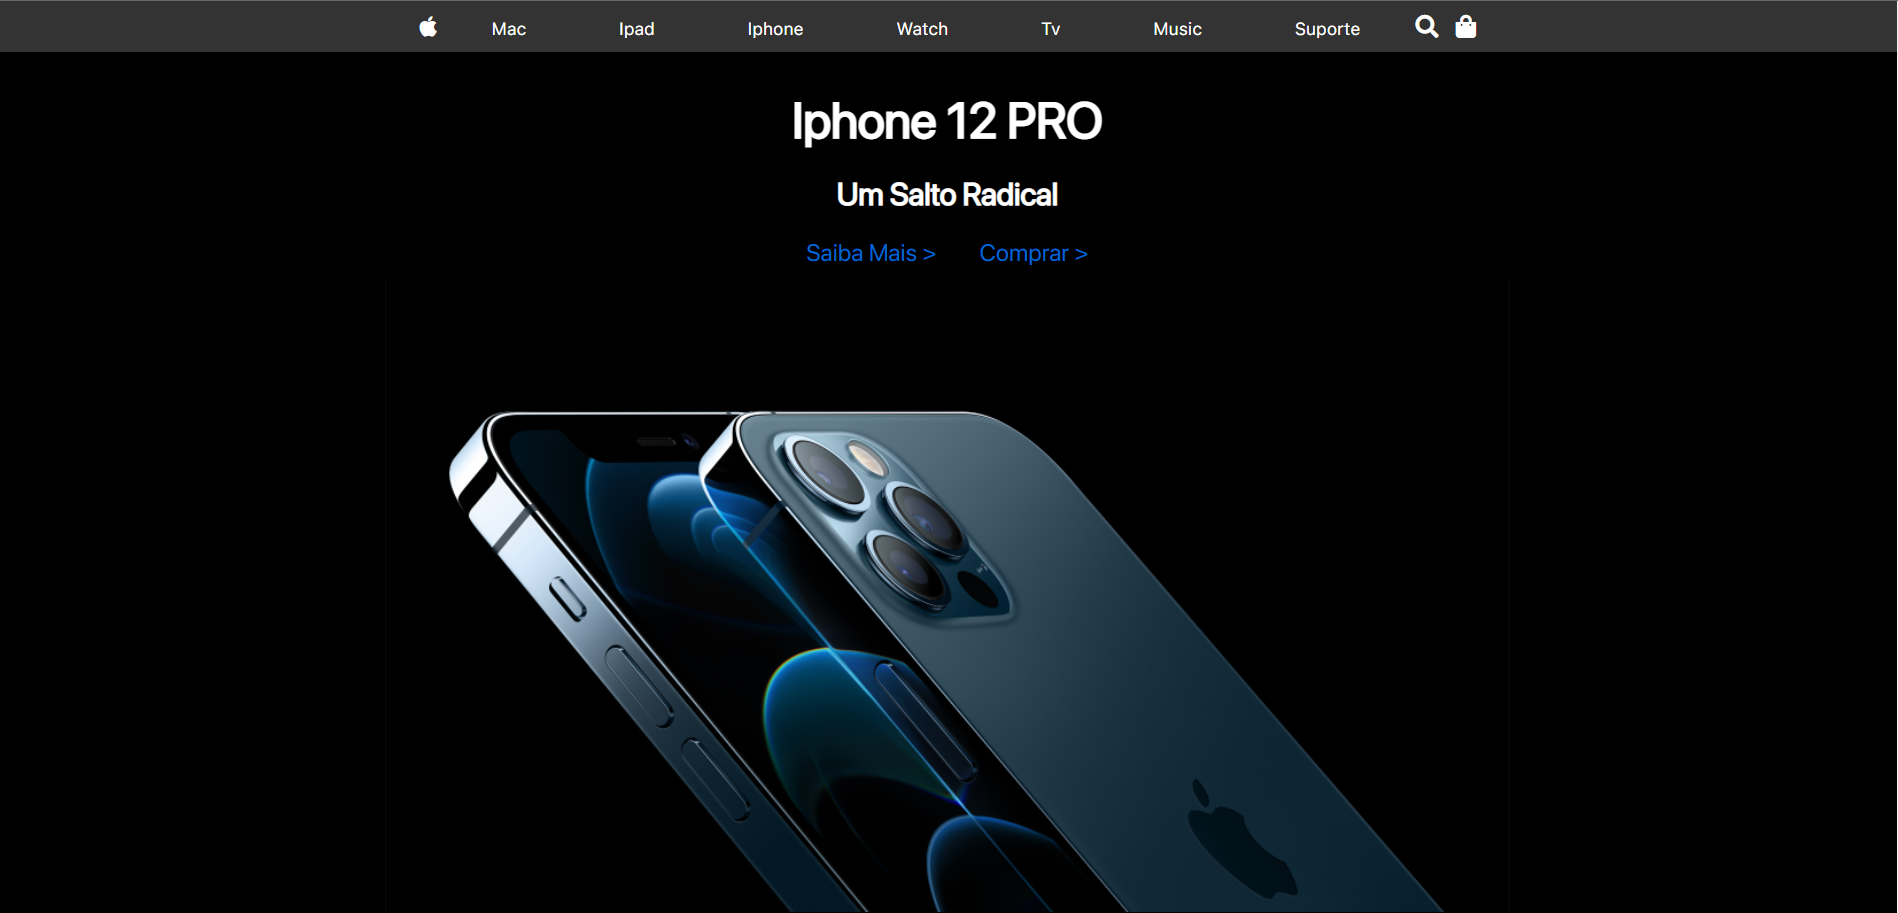 Mac Ipad Iphone Watch Tv Music Suporte
Iphone 12 PRO
Um Salto Radical
Saiba Mais > Comprar >